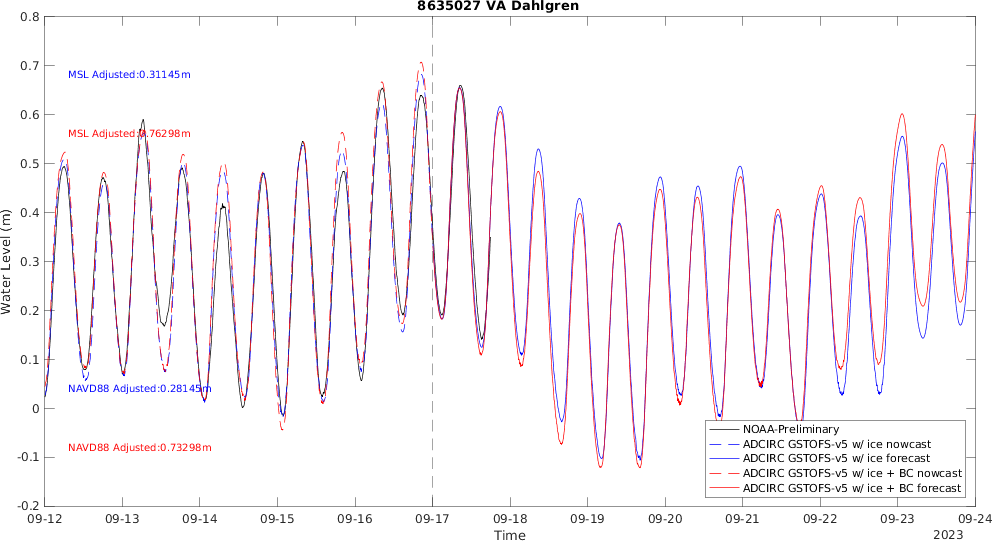 8635027 VA Dahlgren
0.8
0.7
0.6
0.5
0.4
0.3
0.2
0.1
0
-0.1
-0.2
Water Level (m)
MSL Adjusted:0.31145m
MSL Adjusted:0.76298m
NAVD88 Adjusted:0.28145m
NAVD88 Adjusted:0.73298m
NOAA-Preliminary
ADCIRC GSTOFS-v5 w/ ice nowcast
ADCIRC GSTOFS-v5 w/ ice forecast
ADCIRC GSTOFS-v5 w/ ice + BC nowcast
ADCIRC GSTOFS-v5 w/ ice + BC forecast
09-12 09-13 09-14 09-15 09-16 09-17 09-18 09-19 09-20 09-21 09-22 09-23 09-24
Time
2023